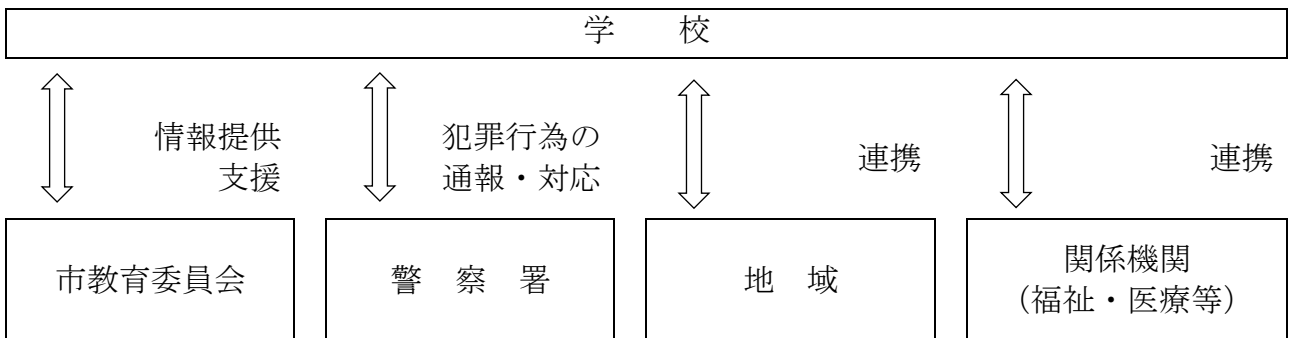 学　校
情報提供
支援
犯罪行為の
通報・対応
連携
連携
市教育委員会
警　察　署
地　域
関係機関
（福祉・医療等）